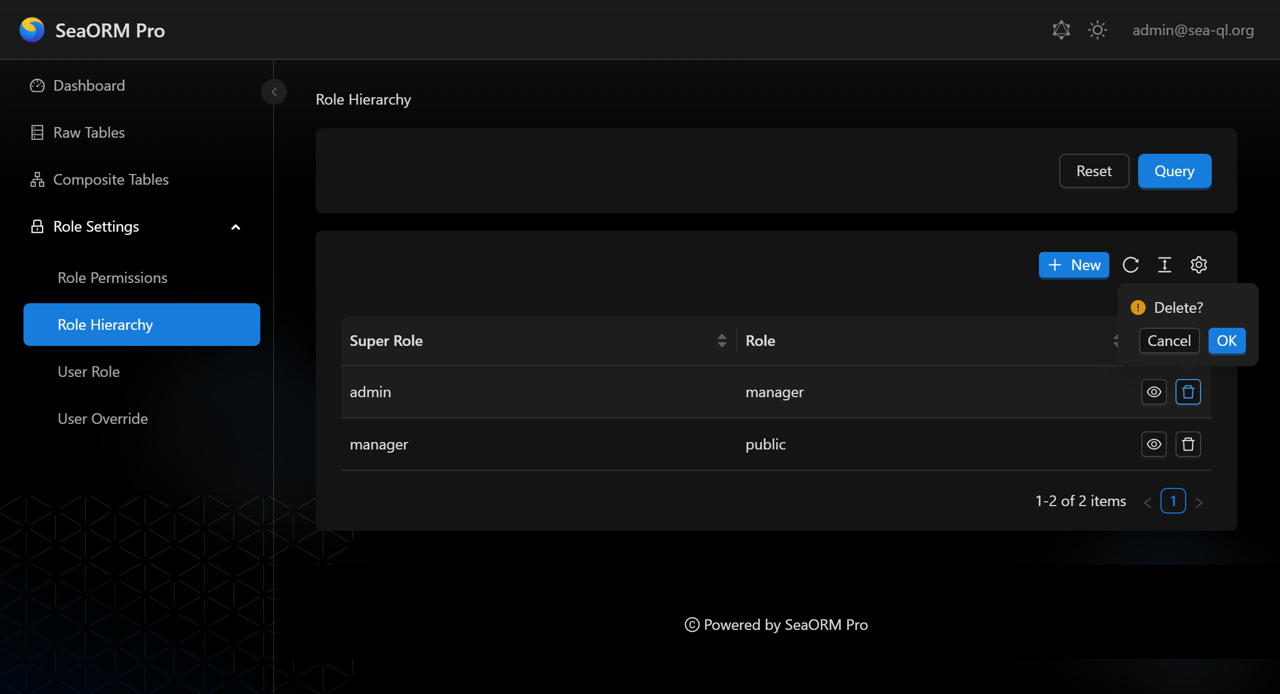 SeaORM Pro
admin@sea-ql.org
Dashboard
Raw Tables
Composite Tables
Role Settings
Role Permissions
Role Hierarchy
User Role
User Override
Role Hierarchy
Reset
Query
New
Delete?
Cancel
OK
Super Role
Role
admin
manager
manager
public
1-2 of 2 items
1
© Powered by SeaORM Pro